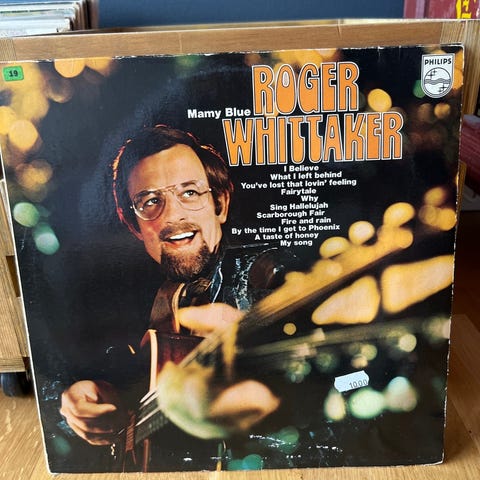 19
PHILIPS
ROGER
Mamy Blue
WHITTAKER
I Believe
What I left behind
You've lost that lovin' feeling
Fairytale
Why
Sing Hallelujah
Scarborough Fair
Fire and rain
By the time I get to Phoenix
A taste of honey
My song